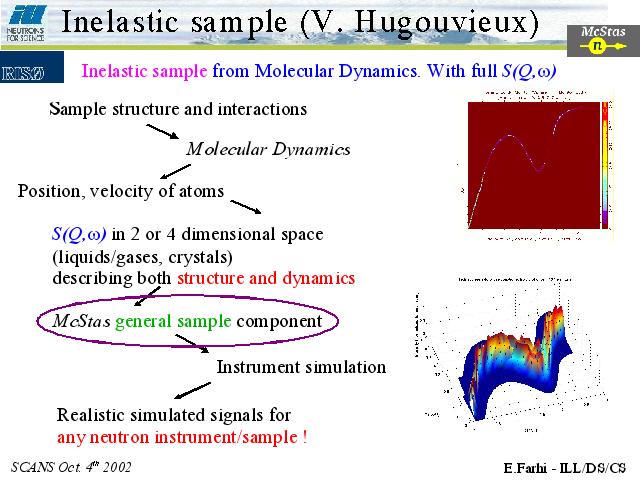 Inelastic sample (V. Hugouvieux)
NEUTRONS
FOR SCIENCE
McStas
n
RISØ
Inelastic sample from Molecular Dynamics. With full S(Q,ω)
Sample structure and interactions
Molecular Dynamics
Position, velocity of atoms
S(Q,ω) in 2 or 4 dimensional space
(liquids/gases, crystals)
describing both structure and dynamics
McStas general sample component
Instrument simulation
Realistic simulated signals for
any neutron instrument/sample !
SCANS Oct. 4th 2002
E.Farhi - ILL/DS/CS